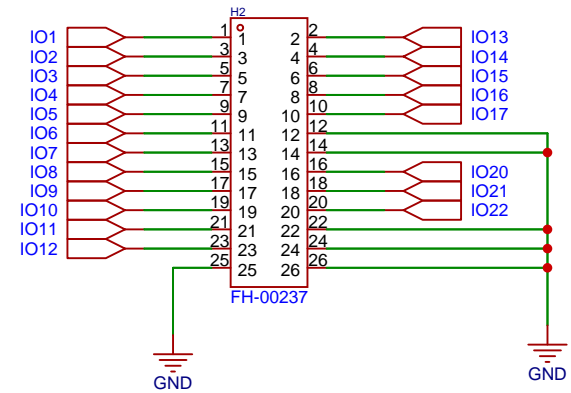 H2
IO1 1 1 2 2 IO13
IO2 3 3 4 4 IO14
IO3 5 5 6 6 IO15
IO4 7 7 8 8 IO16
IO5 9 9 10 10 IO17
IO6 11 11 12 12
IO7 13 13 14 14
IO8 15 15 16 16 IO20
IO9 17 17 18 18 IO21
IO10 19 19 20 20 IO22
IO11 21 21 22 22
IO12 23 23 24 24
25 25 26 26
FH-00237
GND GND